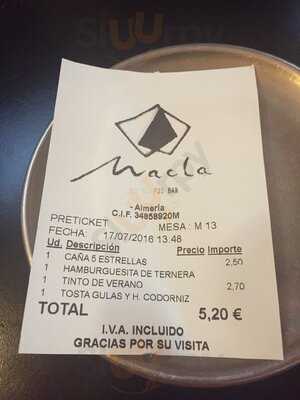 Macla
BAR
- Almería
C.I.F. 34858920M
PRETICKET MESA : M 13
FECHA: 17/07/2016 13:48
Ud. Descripción Precio Importe
1 CAÑA 5 ESTRELLAS 2,50
1 HAMBURGUESITA DE TERNERA
1 TINTO DE VERANO 2,70
1 TOSTA GULAS Y H. CODORNIZ
TOTAL 5,20 €
I.V.A. INCLUIDO
GRACIAS POR SU VISITA